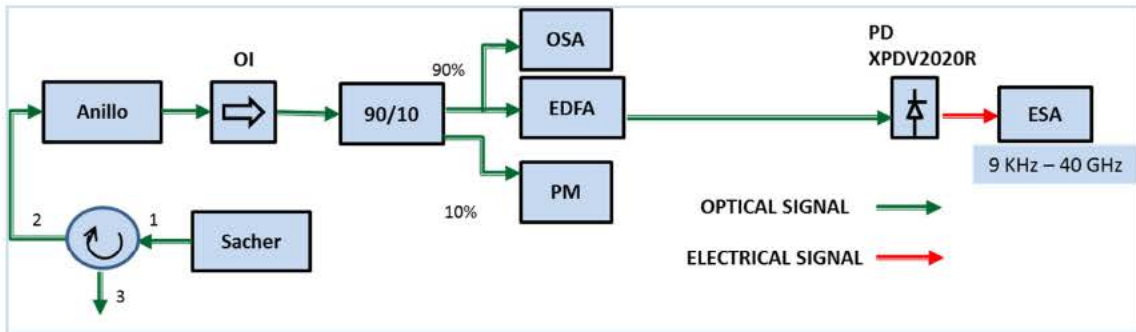 OSA
PD
XPDV2020R
OI
90%
Anillo
90/10
EDFA
ESA
9 KHz – 40 GHz
PM
10%
2
1
Sacher
3
OPTICAL SIGNAL
ELECTRICAL SIGNAL